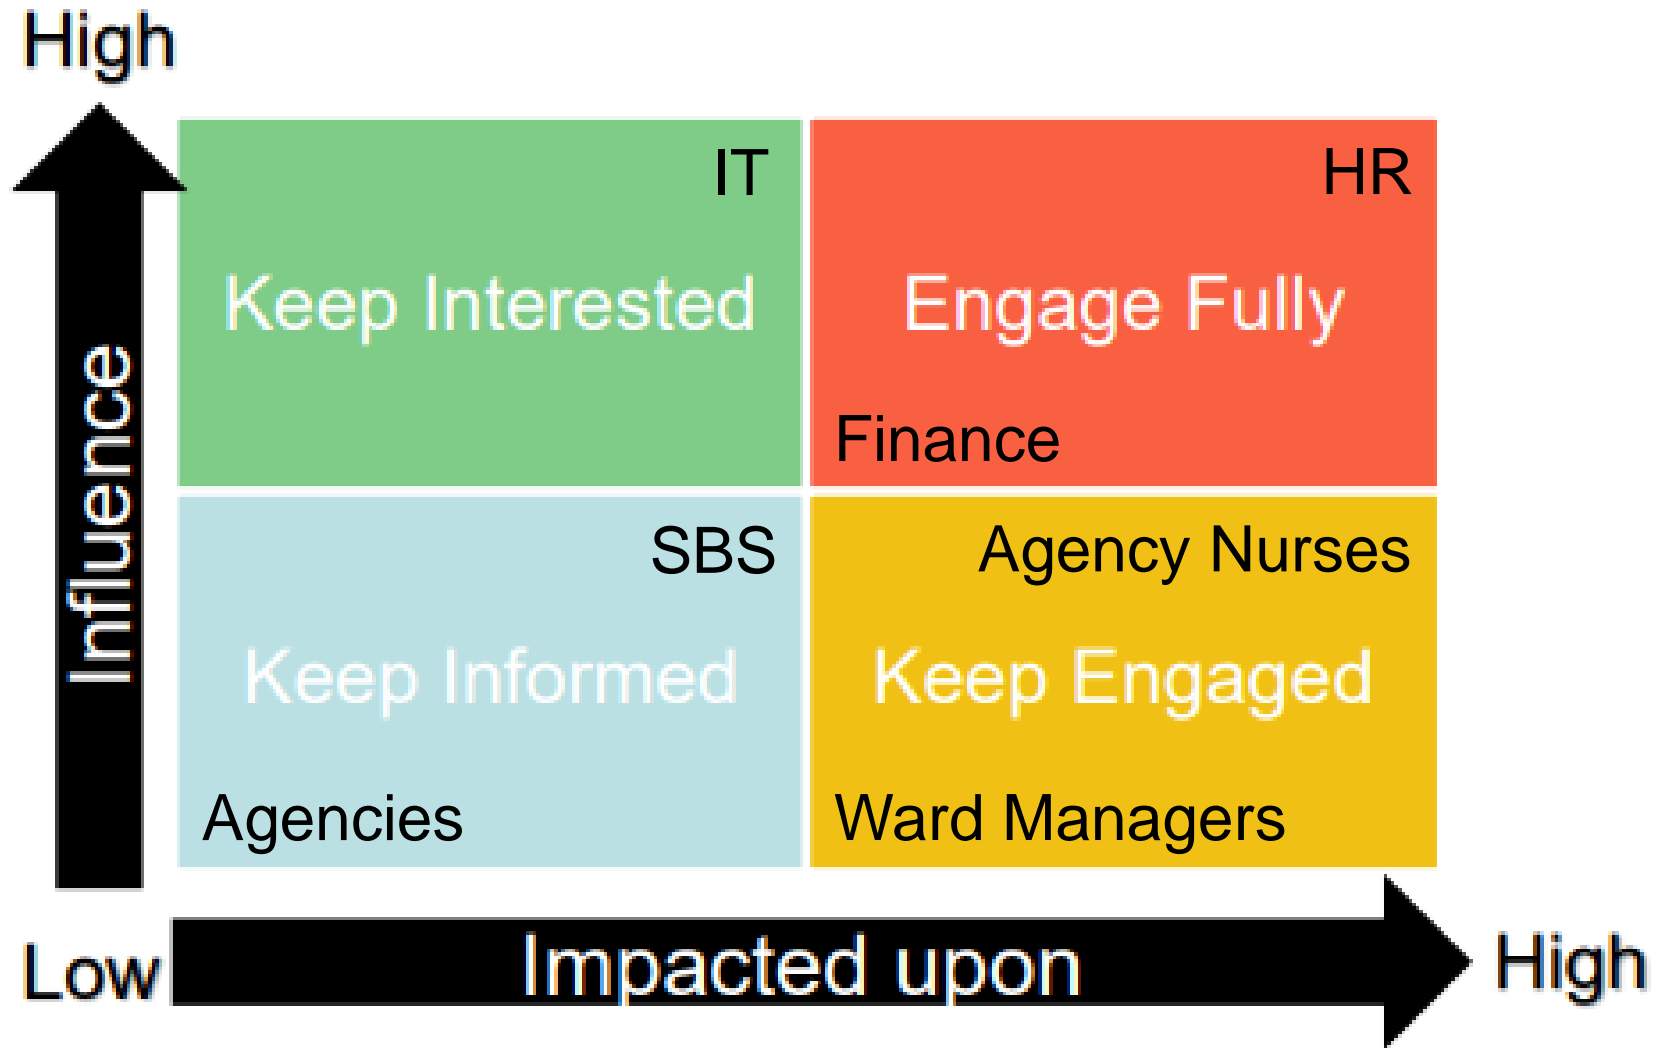 High
IT
HR
Keep Interested
Engage Fully
Finance
Influence
SBS
Agency Nurses
Keep Informed
Keep Engaged
Agencies
Ward Managers
Low
Impacted upon
High